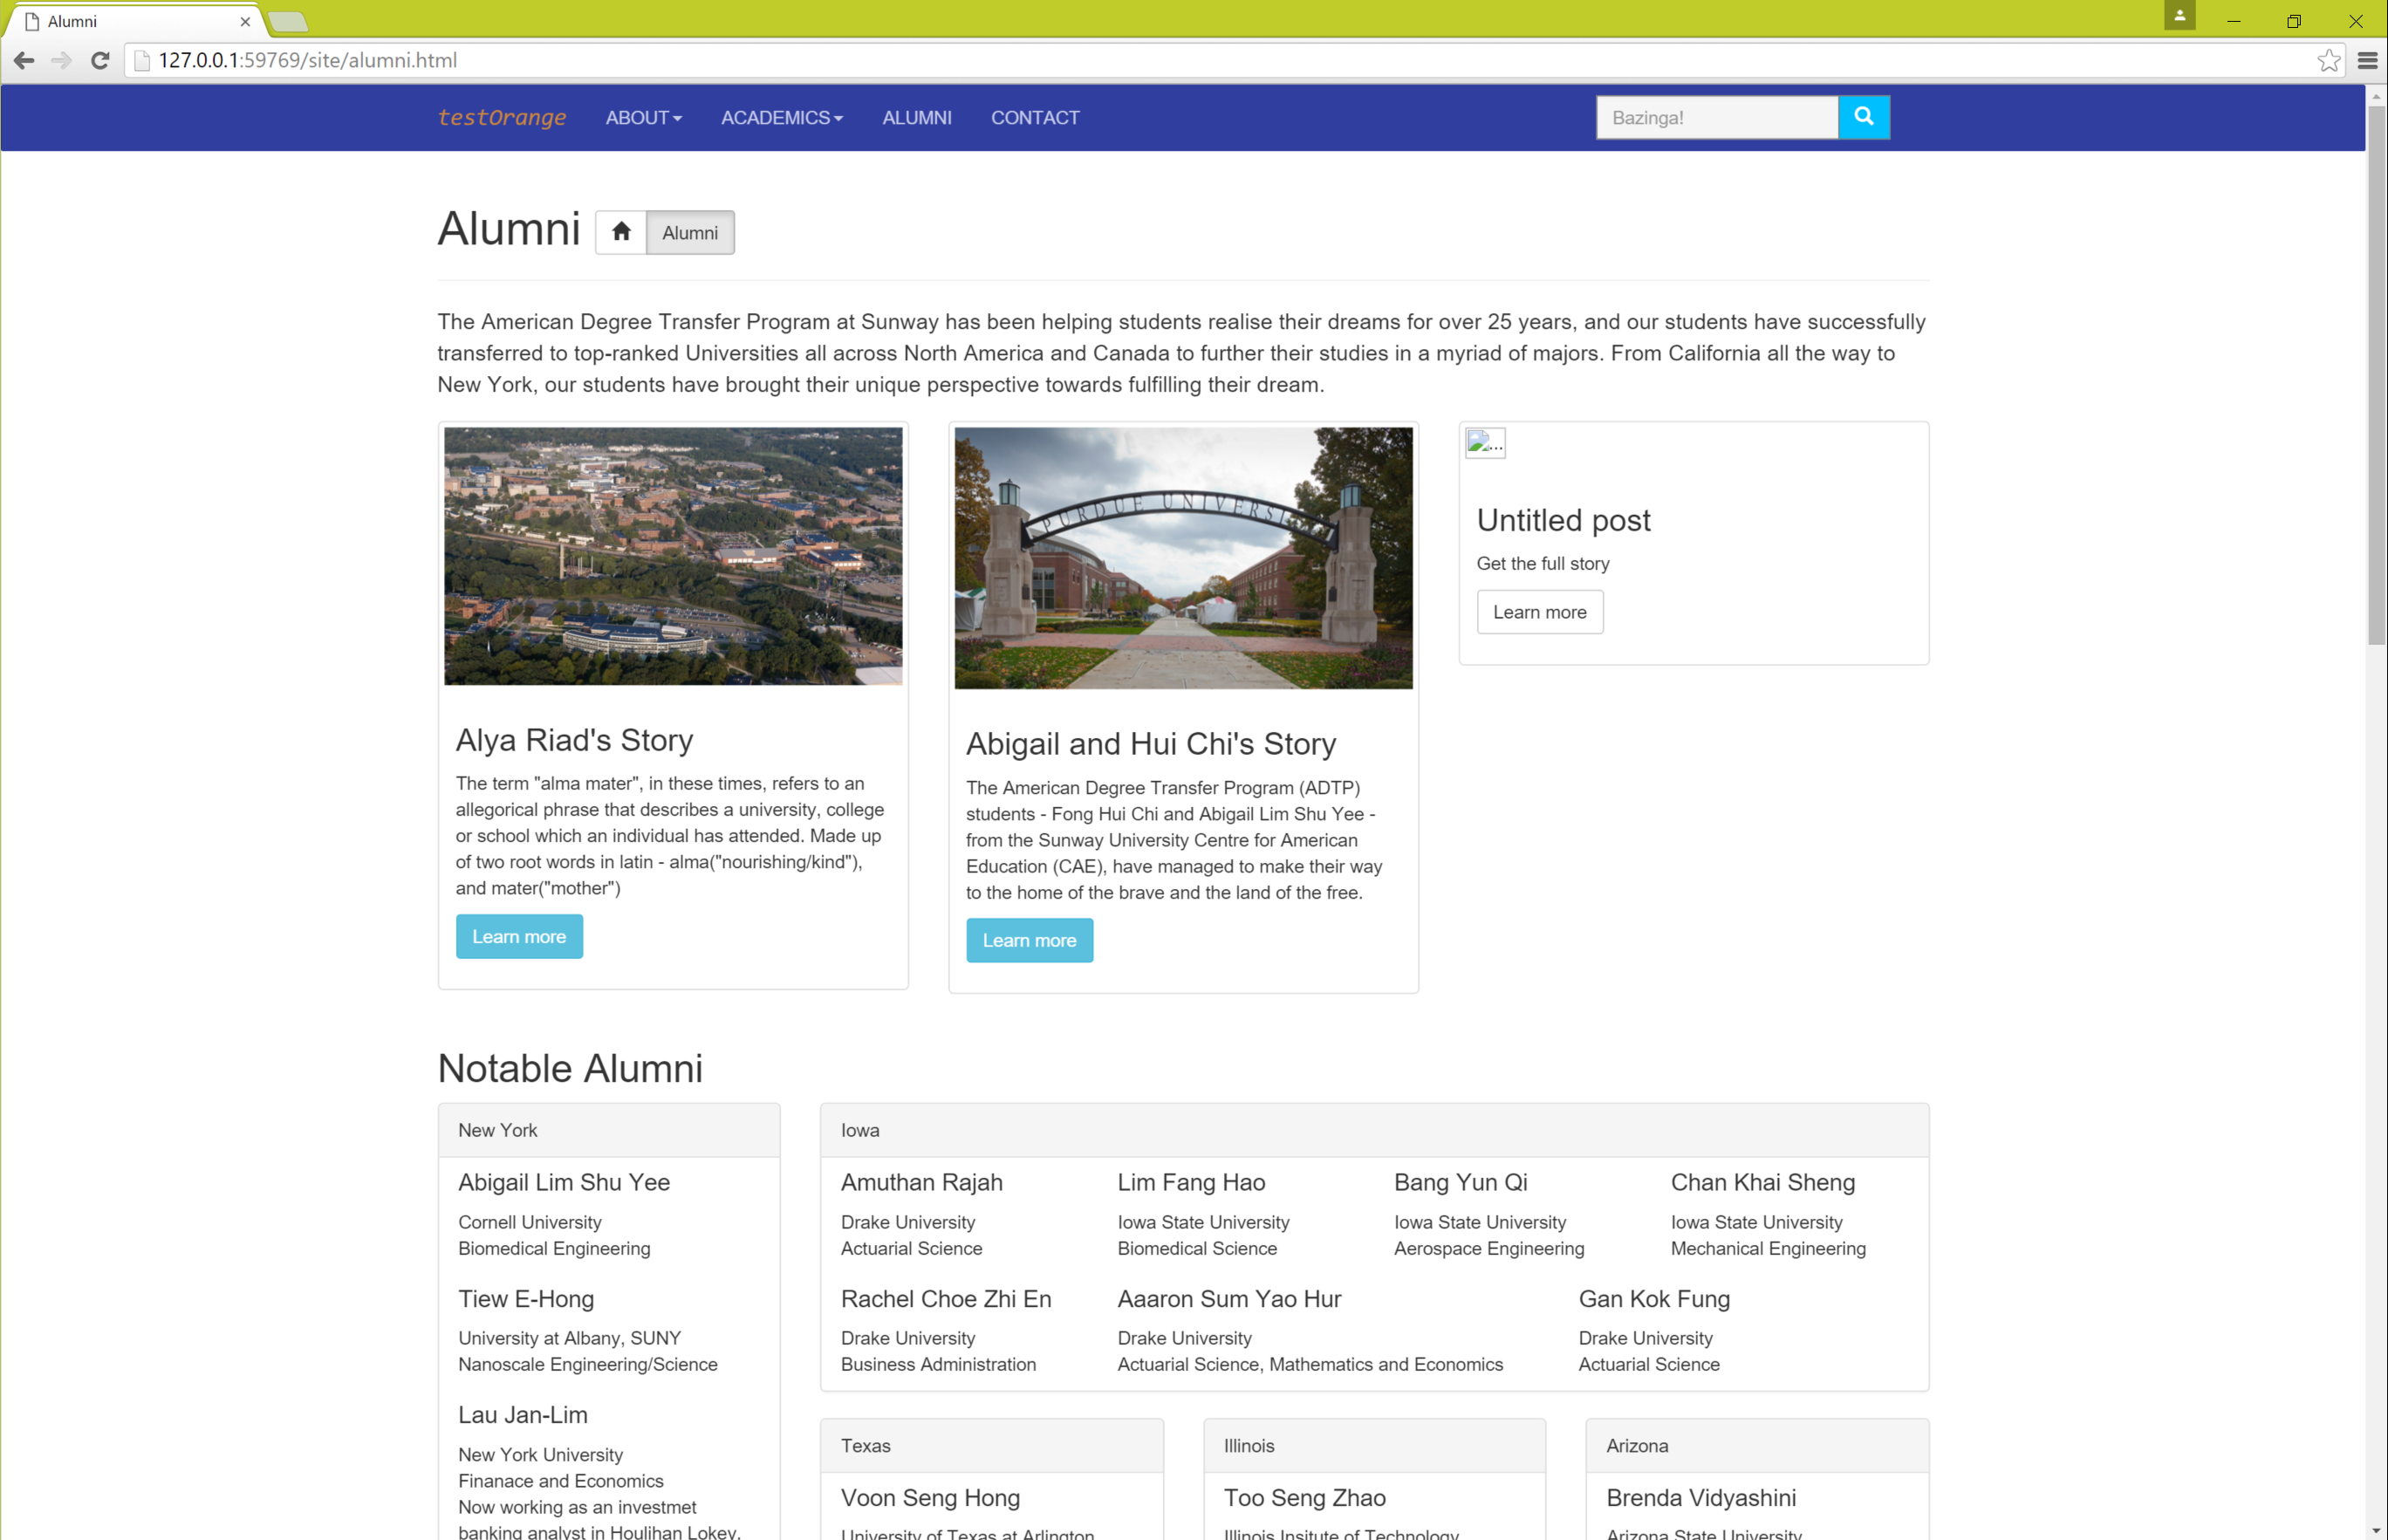 Alumni
127.0.0.1:59769/site/alumni.html
testOrange ABOUT ACADEMICS ALUMNI CONTACT Bazinga!
Alumni Alumni
The American Degree Transfer Program at Sunway has been helping students realise their dreams for over 25 years, and our students have successfully
transferred to top-ranked Universities all across North America and Canada to further their studies in a myriad of majors. From California all the way to
New York, our students have brought their unique perspective towards fulfilling their dream.
Alya Riad's Story
The term "alma mater", in these times, refers to an
allegorical phrase that describes a university, college
or school which an individual has attended. Made up
of two root words in latin - alma("nourishing/kind"),
and mater("mother")
Learn more
PURDUE UNIVERSI
Abigail and Hui Chi's Story
The American Degree Transfer Program (ADTP)
students - Fong Hui Chi and Abigail Lim Shu Yee -
from the Sunway University Centre for American
Education (CAE), have managed to make their way
to the home of the brave and the land of the free.
Learn more
...
Untitled post
Get the full story
Learn more
Notable Alumni
New York
Abigail Lim Shu Yee
Cornell University
Biomedical Engineering
Tiew E-Hong
University at Albany, SUNY
Nanoscale Engineering/Science
Lau Jan-Lim
New York University
Finanace and Economics
Now working as an investmet
banking analyst in Houlihan Lokey.
Iowa
Amuthan Rajah
Drake University
Actuarial Science
Lim Fang Hao
Iowa State University
Biomedical Science
Bang Yun Qi
Iowa State University
Aerospace Engineering
Chan Khai Sheng
Iowa State University
Mechanical Engineering
Rachel Choe Zhi En
Drake University
Business Administration
Aaaron Sum Yao Hur
Drake University
Actuarial Science, Mathematics and Economics
Gan Kok Fung
Drake University
Actuarial Science
Texas
Voon Seng Hong
University of Texas at Arlington
Illinois
Too Seng Zhao
Illinois Insitute of Technology
Arizona
Brenda Vidyashini
Arizona State University